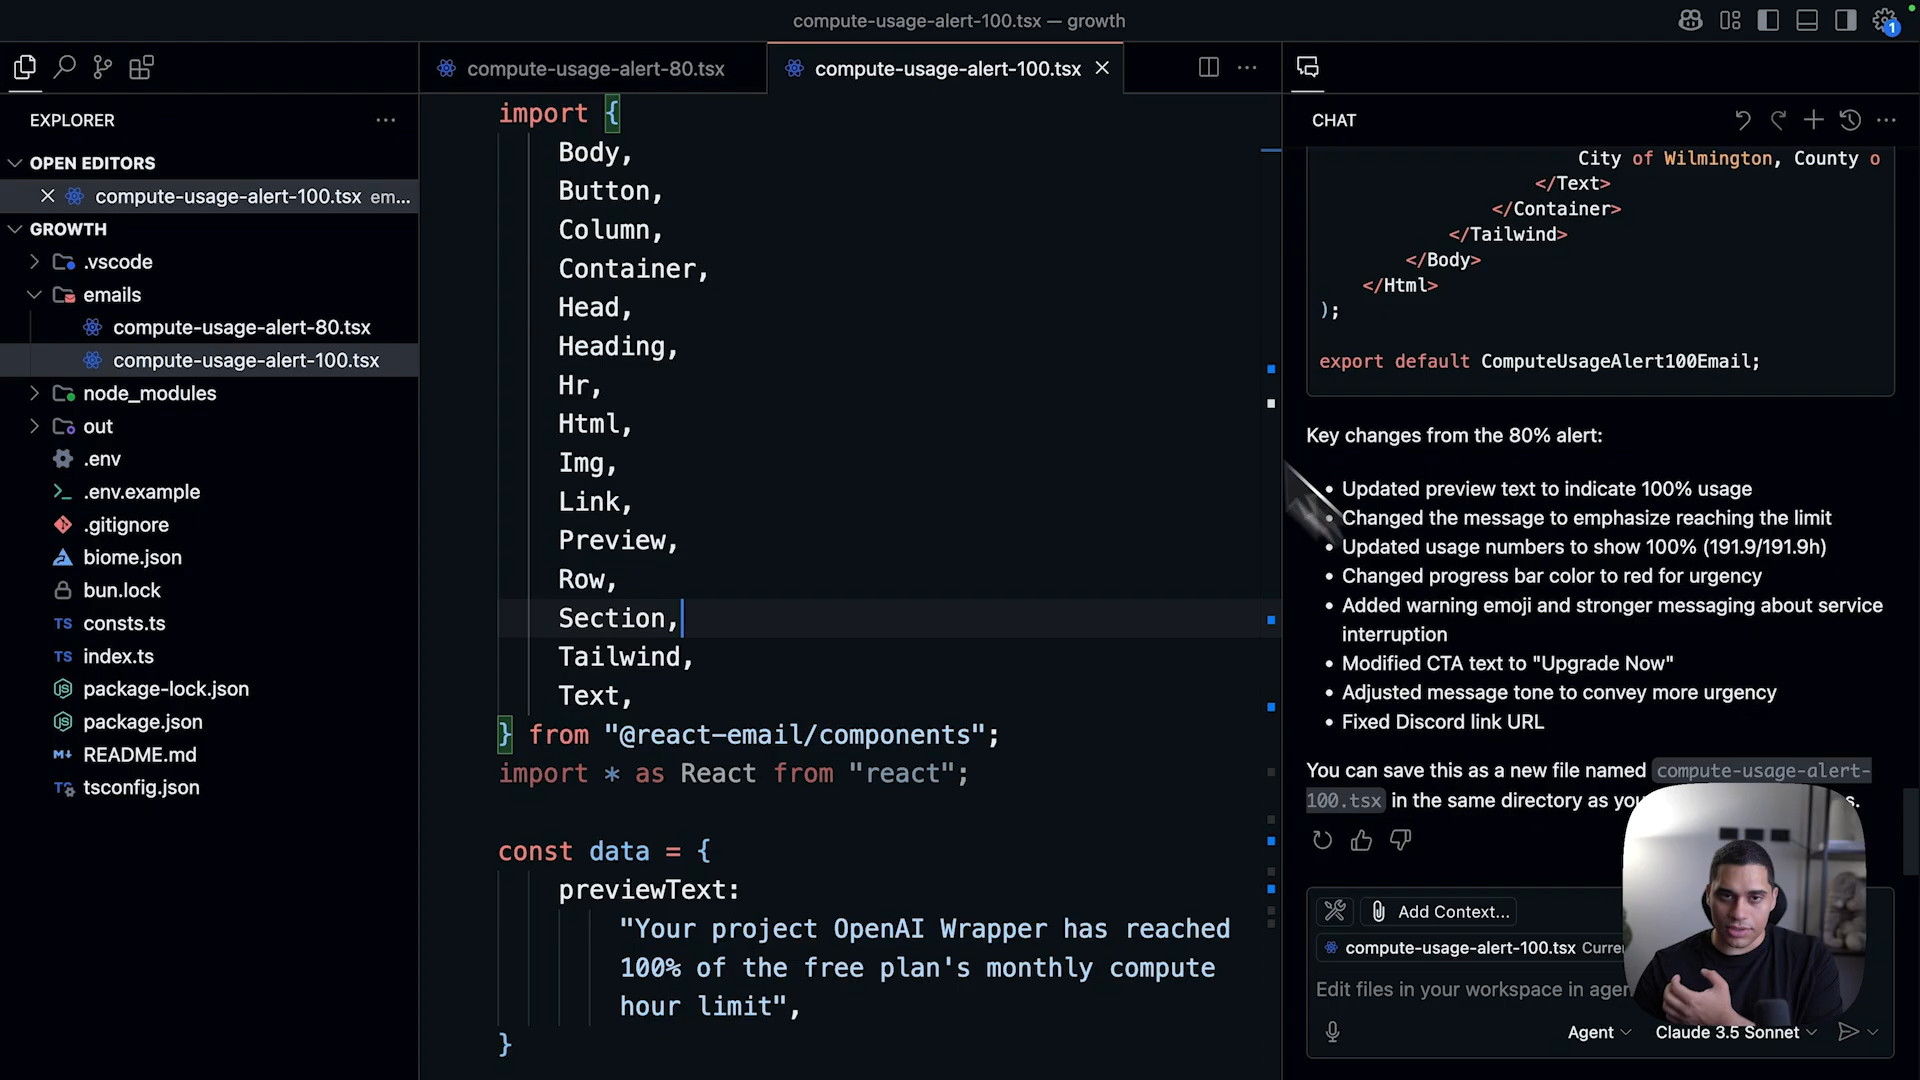 compute-usage-alert-100.tsx — growth
1
compute-usage-alert-80.tsx
compute-usage-alert-100.tsx
EXPLORER
OPEN EDITORS
compute-usage-alert-100.tsx em...
GROWTH
.vscode
emails
compute-usage-alert-80.tsx
compute-usage-alert-100.tsx
node_modules
out
.env
.env.example
.gitignore
biome.json
bun.lock
TS consts.ts
TS index.ts
package-lock.json
package.json
README.md
tsconfig.json
import {
Body,
Button,
Column,
Container,
Head,
Heading,
Hr,
Html,
Img,
Link,
Preview,
Row,
Section,
Tailwind,
Text,
} from "@react-email/components";
import * as React from "react";
const data = {
previewText:
"Your project OpenAI Wrapper has reached
100% of the free plan's monthly compute
hour limit",
}
CHAT
City of Wilmington, County o
</Text>
</Container>
</Tailwind>
</Body>
</Html>
);
export default ComputeUsageAlert100Email;
Key changes from the 80% alert:
• Updated preview text to indicate 100% usage
• Changed the message to emphasize reaching the limit
• Updated usage numbers to show 100% (191.9/191.9h)
• Changed progress bar color to red for urgency
• Added warning emoji and stronger messaging about service
interruption
• Modified CTA text to "Upgrade Now"
• Adjusted message tone to convey more urgency
• Fixed Discord link URL
You can save this as a new file named compute-usage-alert-
100.tsx in the same directory as you s.
Add Context...
compute-usage-alert-100.tsx Curre
Edit files in your workspace in agen
Agent Claude 3.5 Sonnet